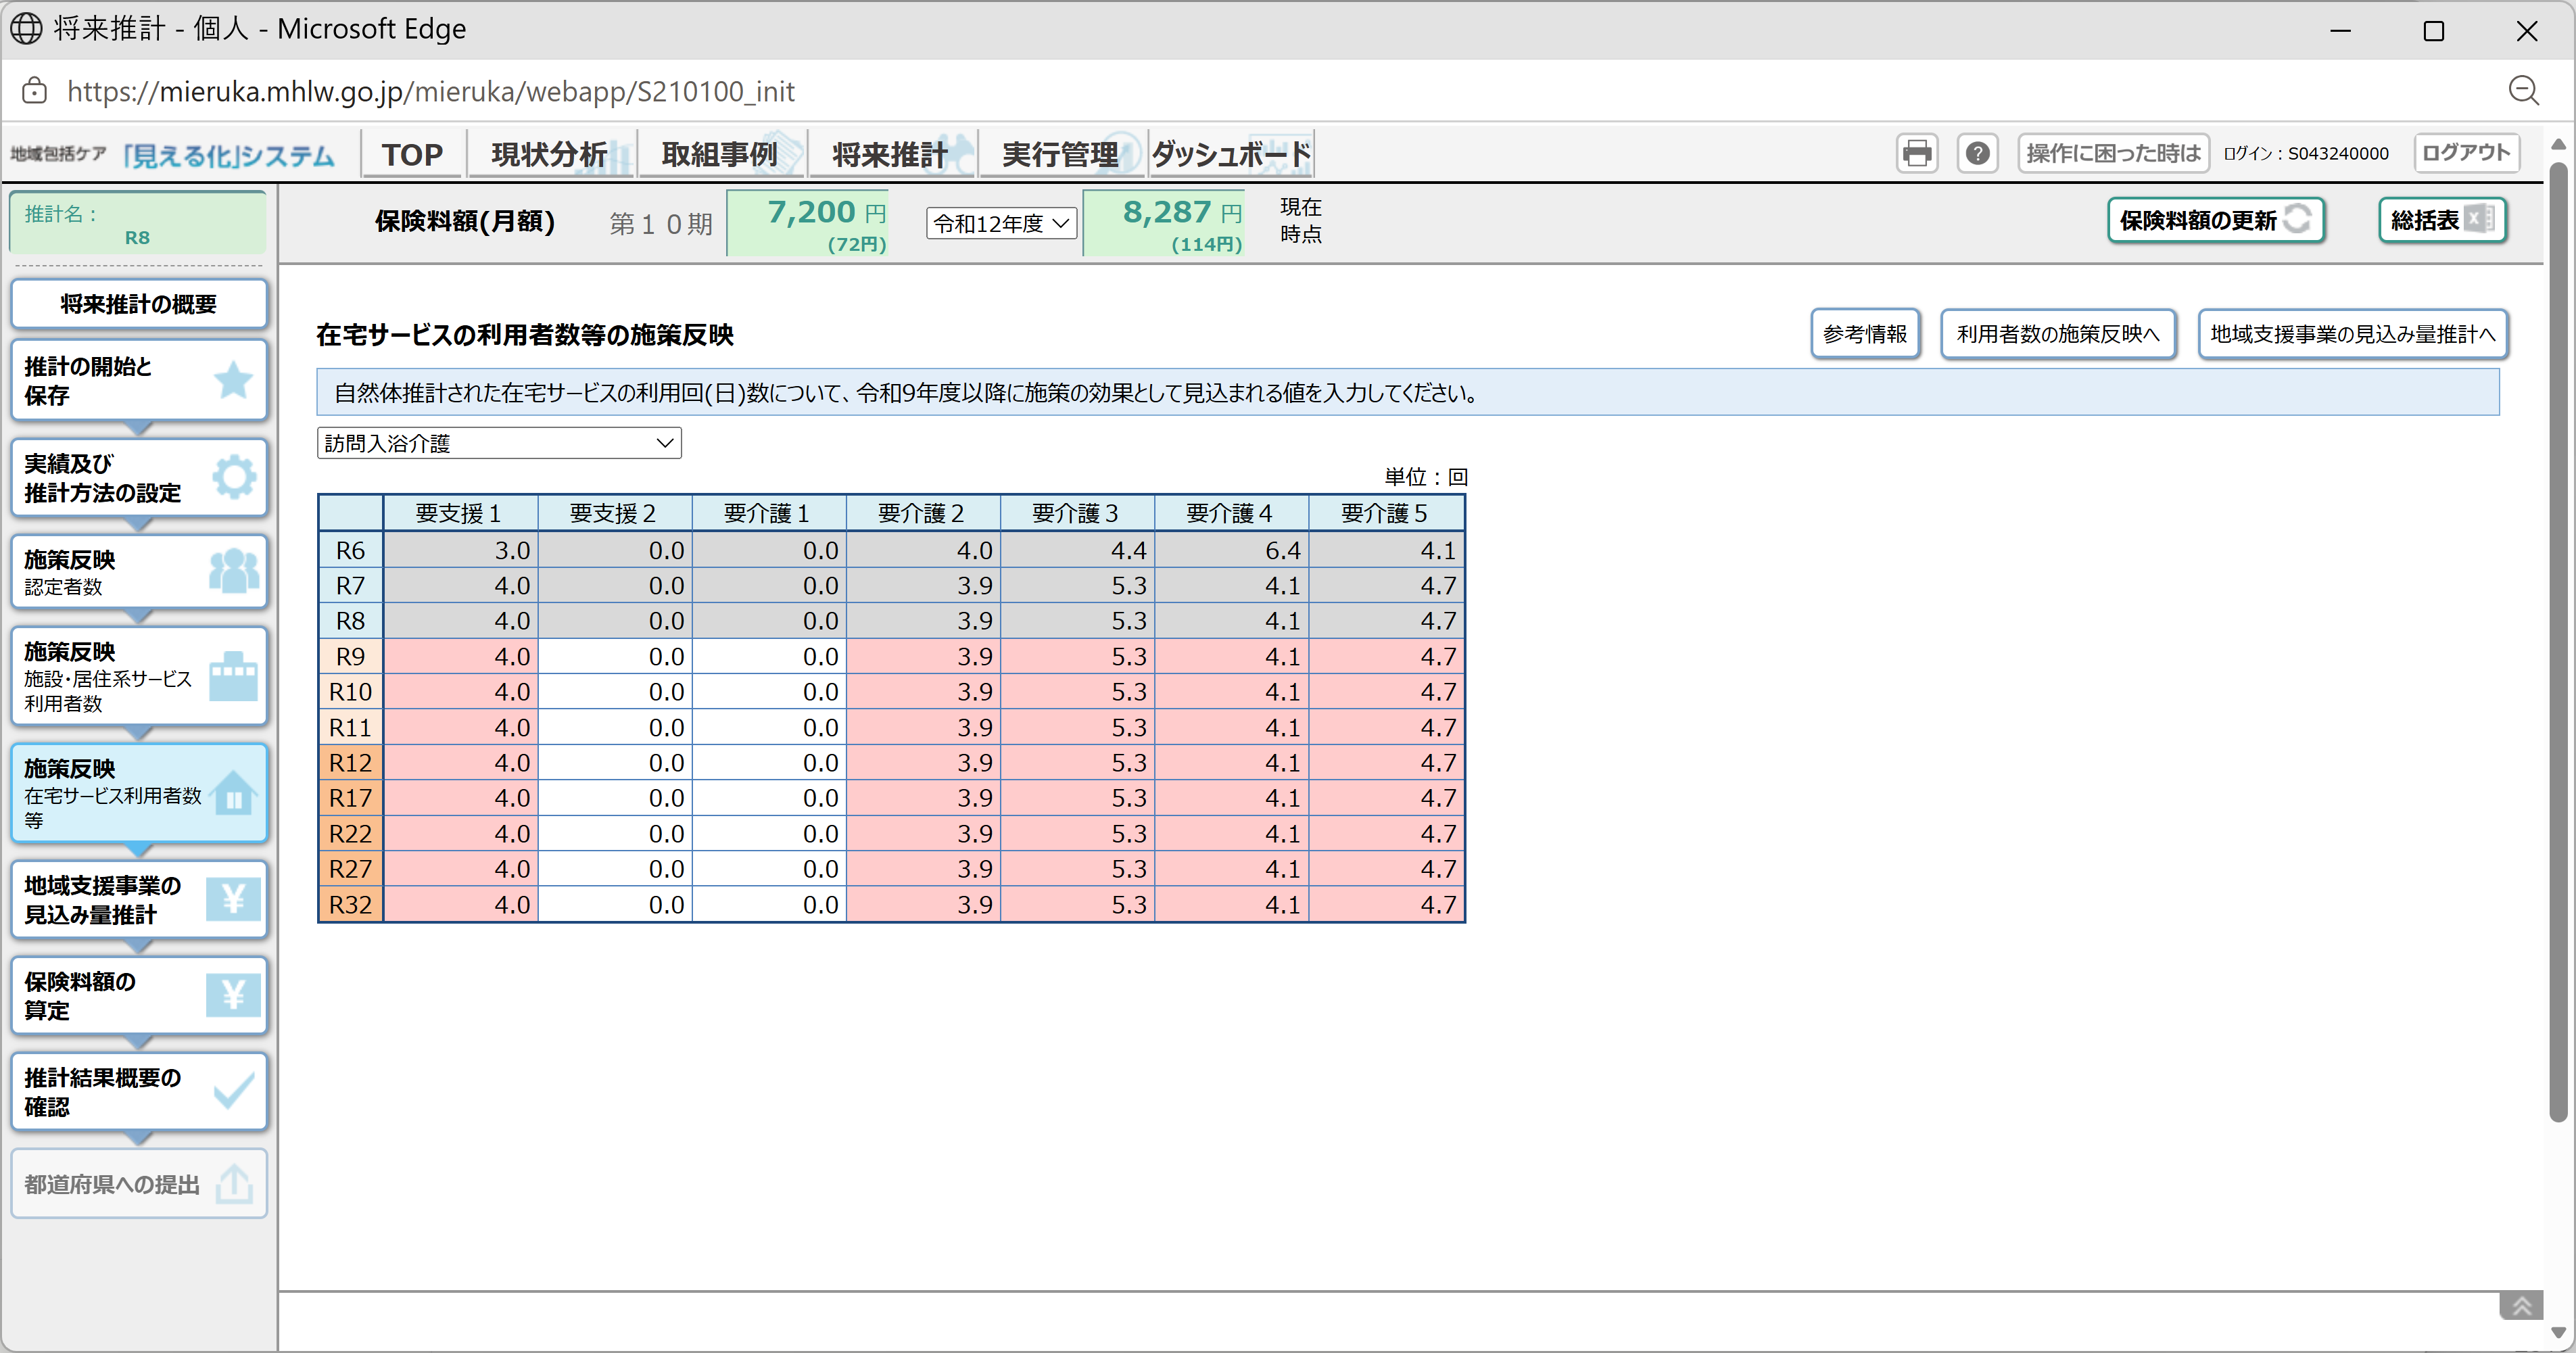 将来推計 - 個人 - Microsoft Edge
https://mieruka.mhlw.go.jp/mieruka/webapp/S210100_init
地域包括ケア 「見える化」システム TOP 現状分析 取組事例 将来推計 実行管理 ダッシュボード ? 操作に困った時は ログイン：S043240000 ログアウト
推計名：
R8
保険料額(月額) 第１０期 7,200 円 (72円) 令和12年度 8,287 円 (114円) 現在時点 保険料額の更新 総括表
将来推計の概要
推計の開始と
保存
実績及び
推計方法の設定
施策反映
認定者数
施策反映
施設・居住系サービス
利用者数
施策反映
在宅サービス利用者数
等
地域支援事業の
見込み量推計
¥
保険料額の
算定
¥
推計結果概要の
確認
都道府県への提出
在宅サービスの利用者数等の施策反映 参考情報 利用者数の施策反映へ 地域支援事業の見込み量推計へ
自然体推計された在宅サービスの利用回(日)数について、令和9年度以降に施策の効果として見込まれる値を入力してください。
訪問入浴介護
単位：回
要支援１ 要支援２ 要介護１ 要介護２ 要介護３ 要介護４ 要介護５
R6 3.0 0.0 0.0 4.0 4.4 6.4 4.1
R7 4.0 0.0 0.0 3.9 5.3 4.1 4.7
R8 4.0 0.0 0.0 3.9 5.3 4.1 4.7
R9 4.0 0.0 0.0 3.9 5.3 4.1 4.7
R10 4.0 0.0 0.0 3.9 5.3 4.1 4.7
R11 4.0 0.0 0.0 3.9 5.3 4.1 4.7
R12 4.0 0.0 0.0 3.9 5.3 4.1 4.7
R17 4.0 0.0 0.0 3.9 5.3 4.1 4.7
R22 4.0 0.0 0.0 3.9 5.3 4.1 4.7
R27 4.0 0.0 0.0 3.9 5.3 4.1 4.7
R32 4.0 0.0 0.0 3.9 5.3 4.1 4.7